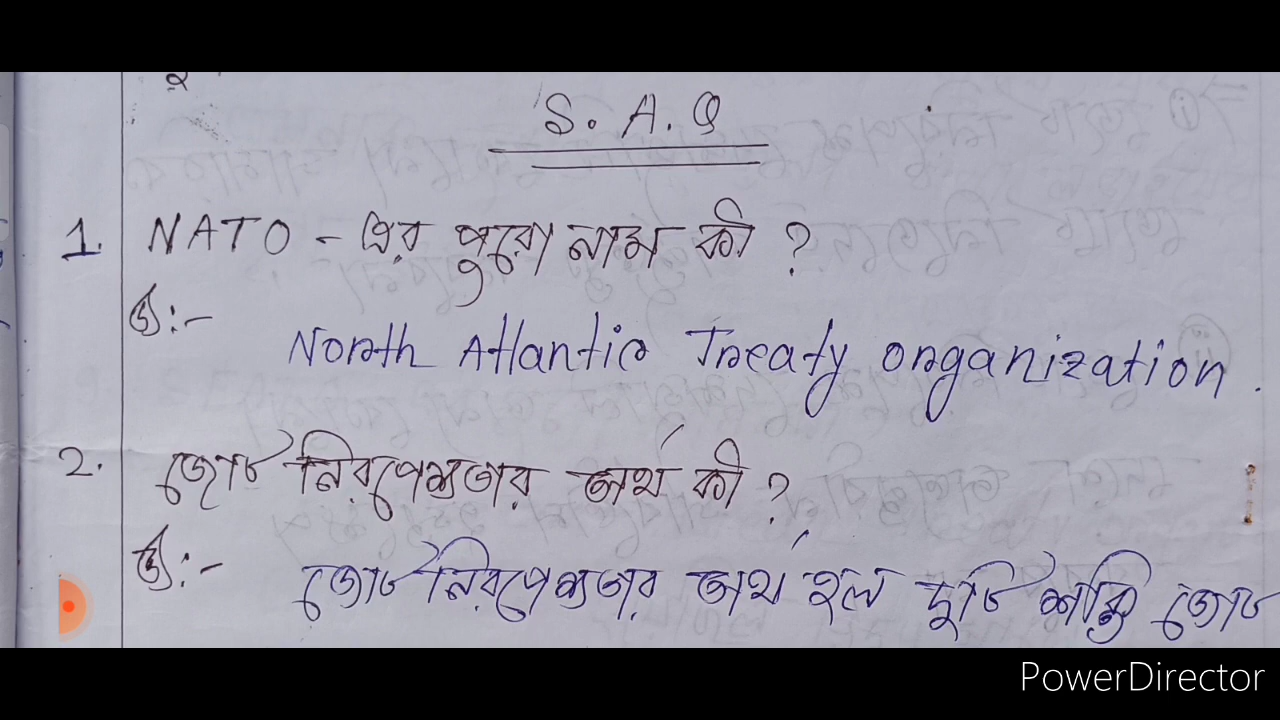 S. A. Q
1. NATO - এর পুরো নাম কী ?
উঃ-
North Atlantic Treaty organization .
2. জোট নিরপেক্ষতার অর্থ কী ?
উঃ- জোট নিরপেক্ষতার অর্থ হল দুটি শক্তি জোট
PowerDirector